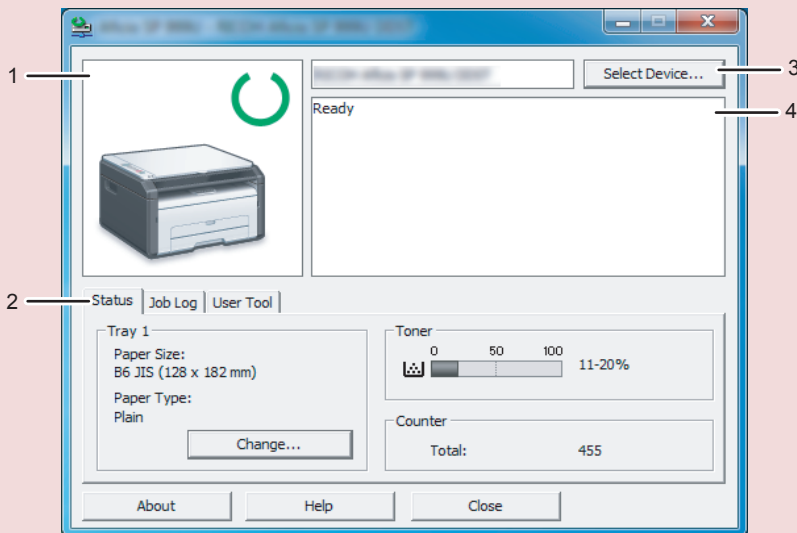 1
Select Device...
3
Ready
4
2
Status
Job Log
User Tool
Tray 1
Paper Size:
B6 JIS (128 x 182 mm)
Paper Type:
Plain
Change...
Toner
0 50 100
11-20%
Counter
Total: 455
About
Help
Close